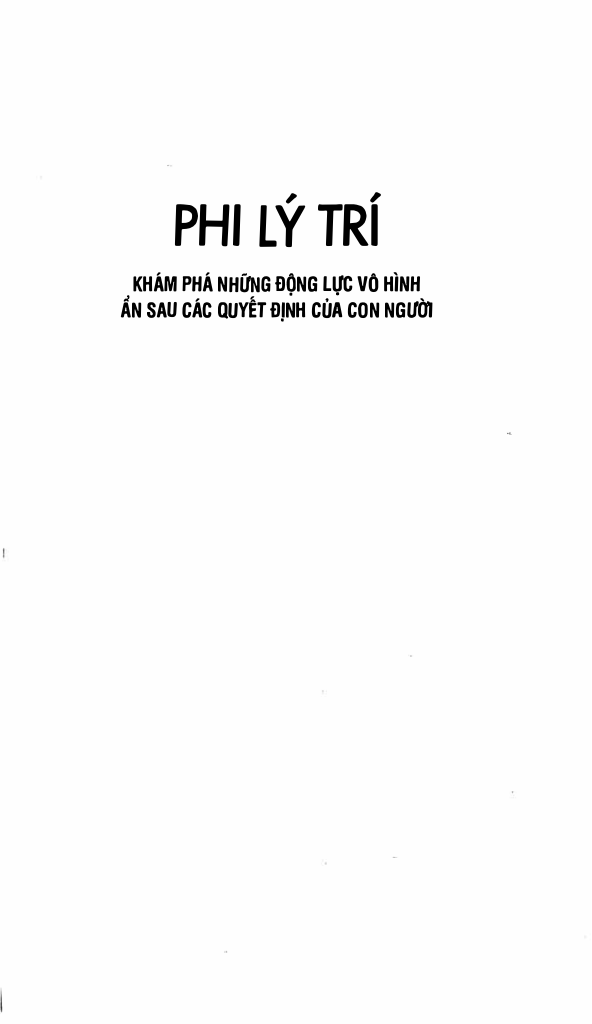 PHI LÝ TRÍ
KHÁM PHÁ NHỮNG ĐỘNG LỰC VÔ HÌNH
ẨN SAU CÁC QUYẾT ĐỊNH CỦA CON NGƯỜI